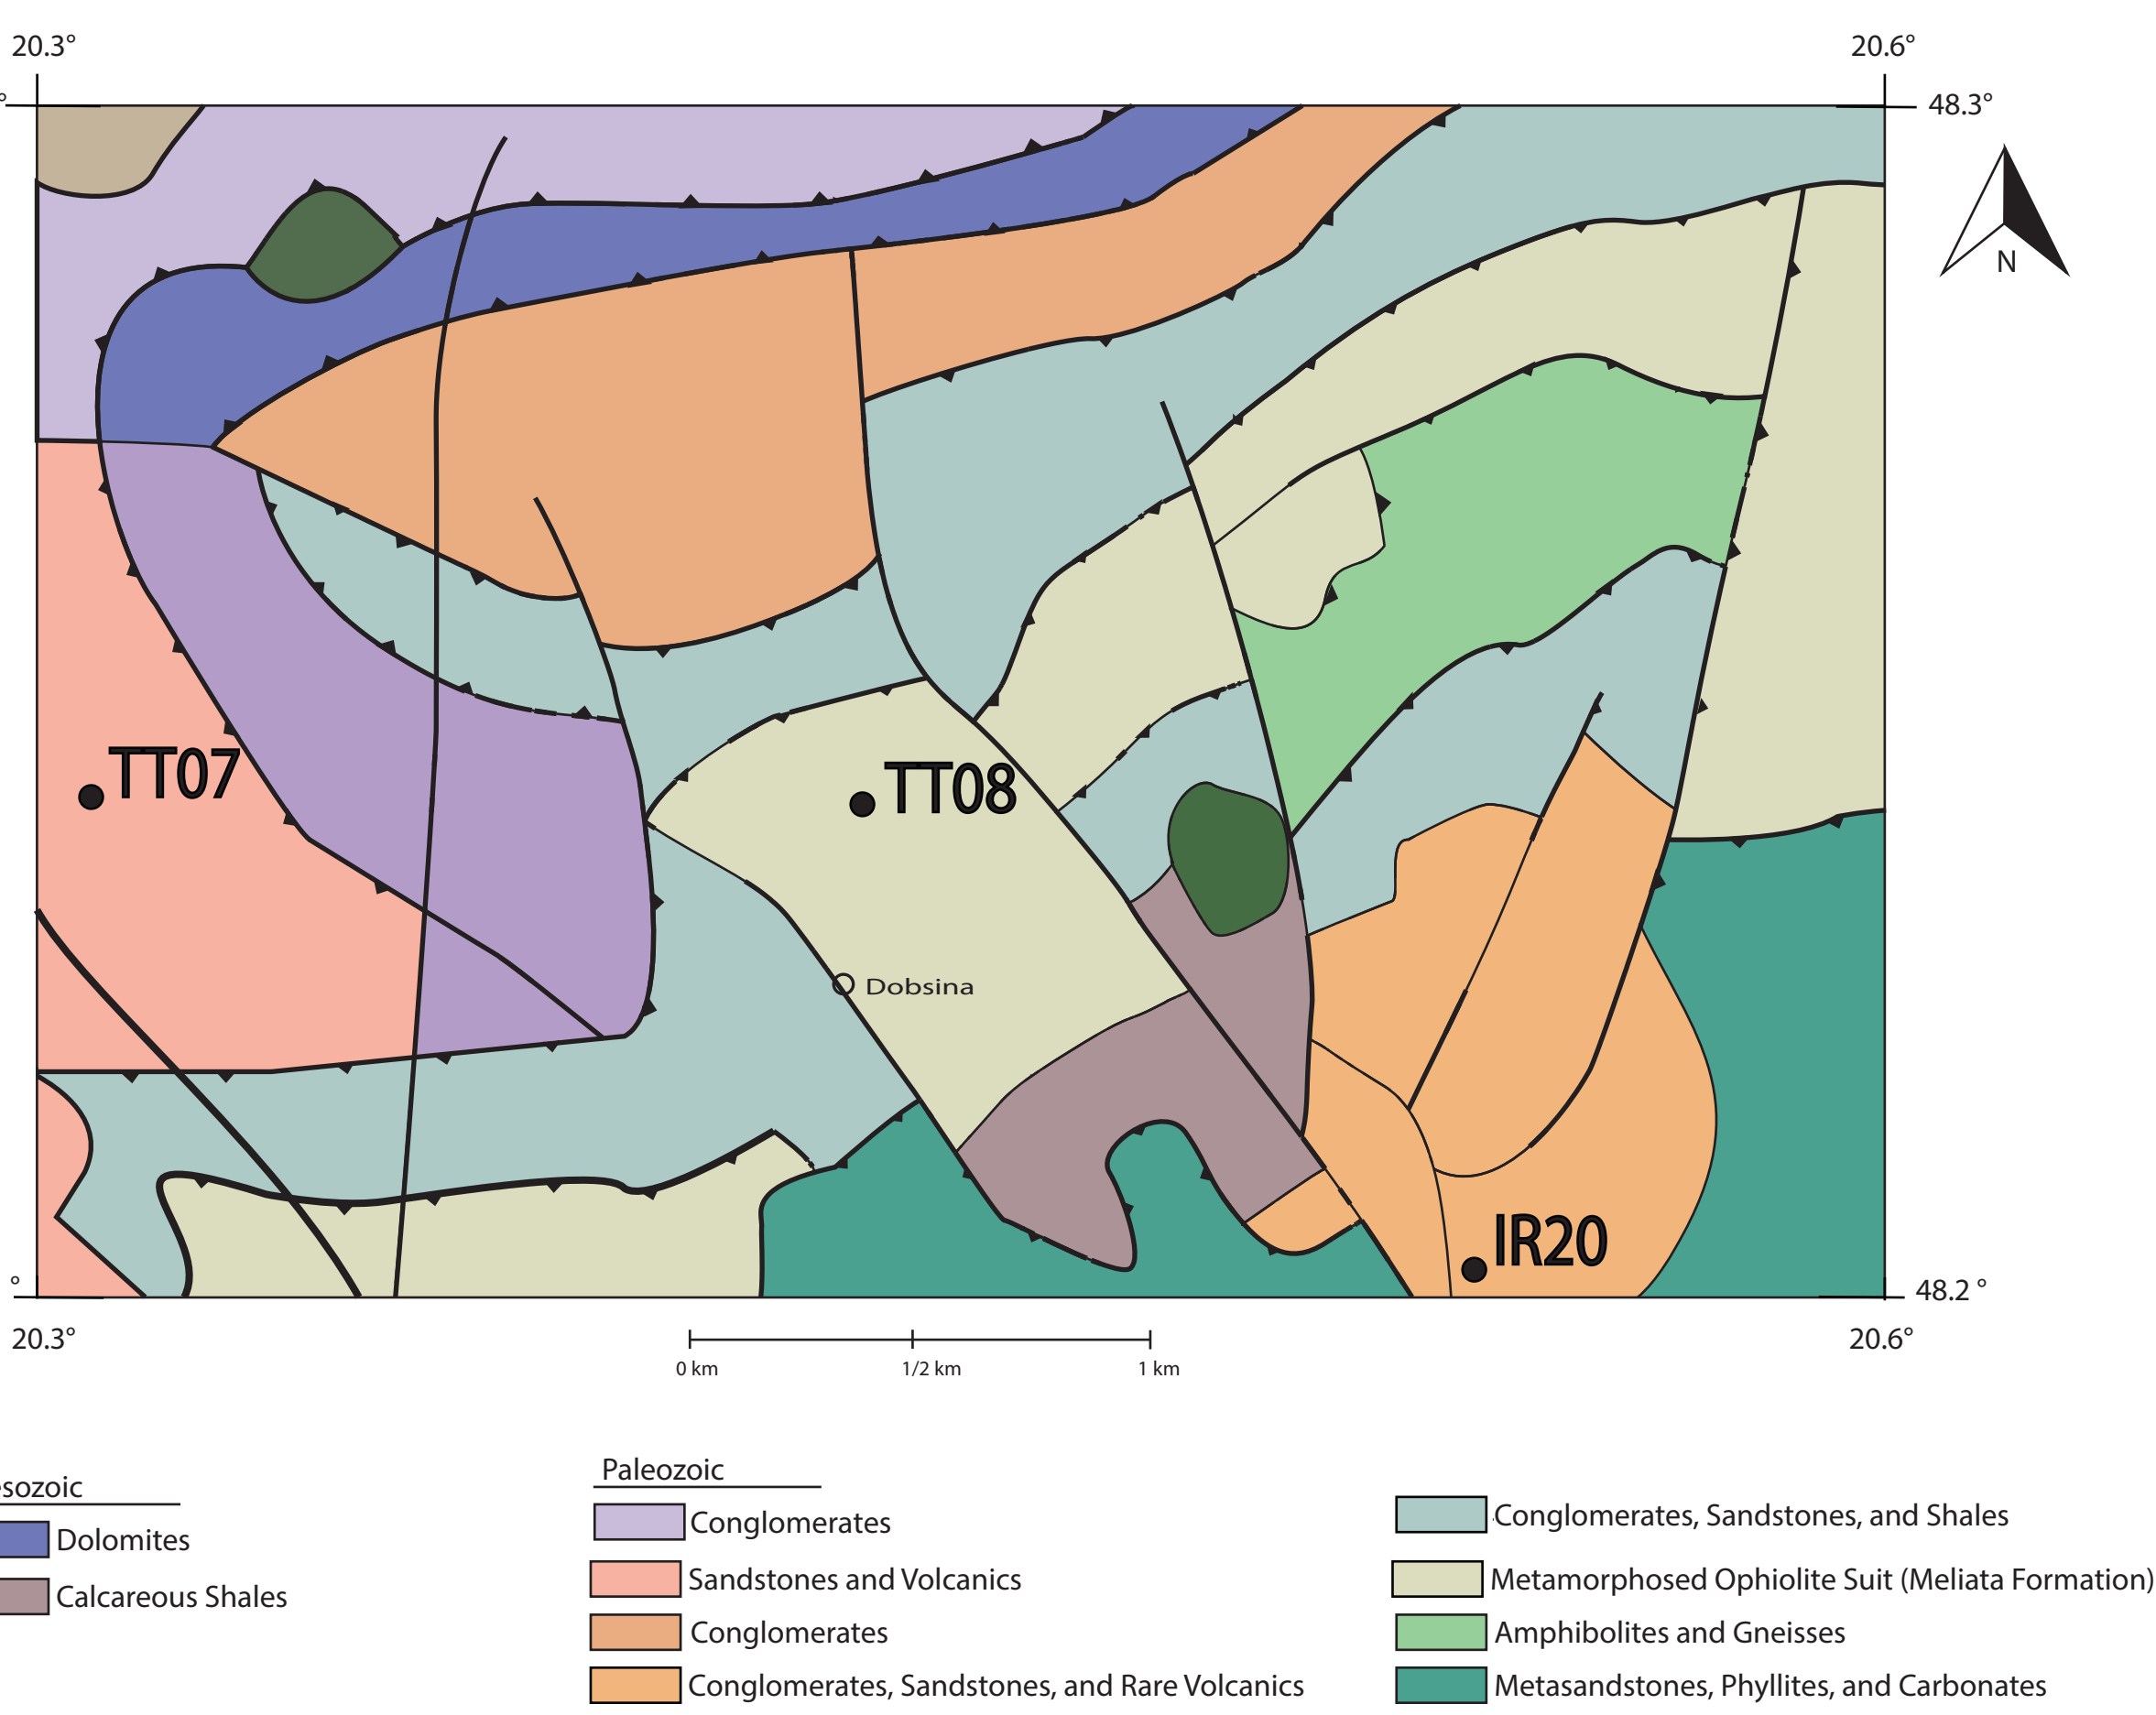 20.3°
20.6°
°
48.3°
N
TT07
TT08
Dobsina
IR20
°
48.2 °
20.3°
20.6°
0 km
1/2 km
1 km
sozoic
Dolomites
Calcareous Shales
Paleozoic
Conglomerates
Sandstones and Volcanics
Conglomerates
Conglomerates, Sandstones, and Rare Volcanics
Conglomerates, Sandstones, and Shales
Metamorphosed Ophiolite Suit (Meliata Formation)
Amphibolites and Gneisses
Metasandstones, Phyllites, and Carbonates